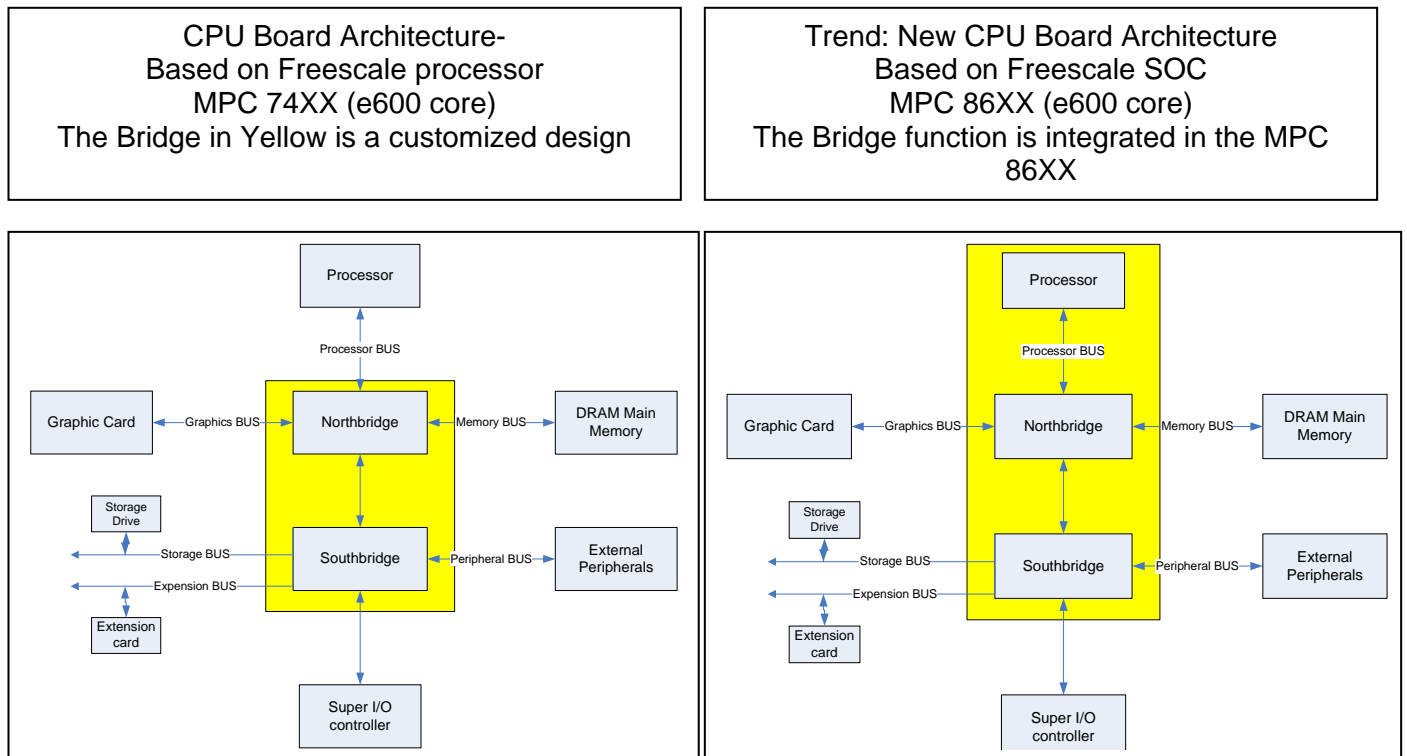 CPU Board Architecture-
Based on Freescale processor
MPC 74XX (e600 core)
The Bridge in Yellow is a customized design
Trend: New CPU Board Architecture
Based on Freescale SOC
MPC 86XX (e600 core)
The Bridge function is integrated in the MPC
86XX
Processor
Processor BUS
Graphic Card
Graphics BUS
Northbridge
Memory BUS
DRAM Main
Memory
Storage
Drive
Storage BUS
Southbridge
Peripheral BUS
External
Peripherals
Expension BUS
Extension
card
Super I/O
controller
Processor
Processor BUS
Graphic Card
Graphics BUS
Northbridge
Memory BUS
DRAM Main
Memory
Storage
Drive
Storage BUS
Southbridge
Peripheral BUS
External
Peripherals
Expension BUS
Extension
card
Super I/O
controller